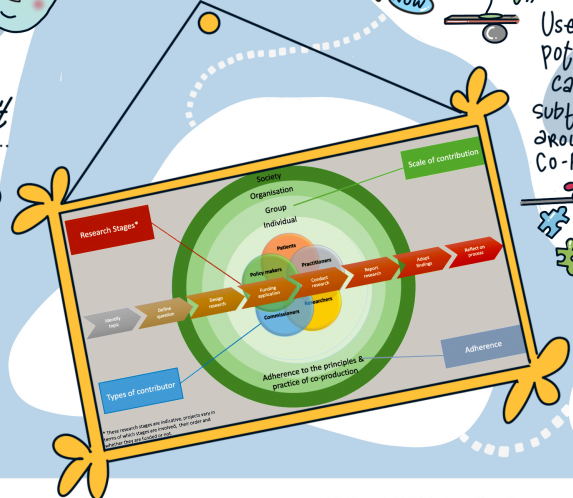 now
Use
pot
ca
subt
arou
Co-
Scale of contribution
Society
Organisation
Group
Individual
Research Stages*
Patients
Policy makers
Practitioners
Identify
topic
Define
question
Design
research
Funding
application
Conduct
research
Report
research
Adopt
findings
Reflect on
process
Commissioners
Researchers
Adherence
Adherence to the principles &
practice of co-production
Types of contributor
* These research stages are indicative, projects vary in
terms of which stages are involved, their order and
whether they are funded or not.